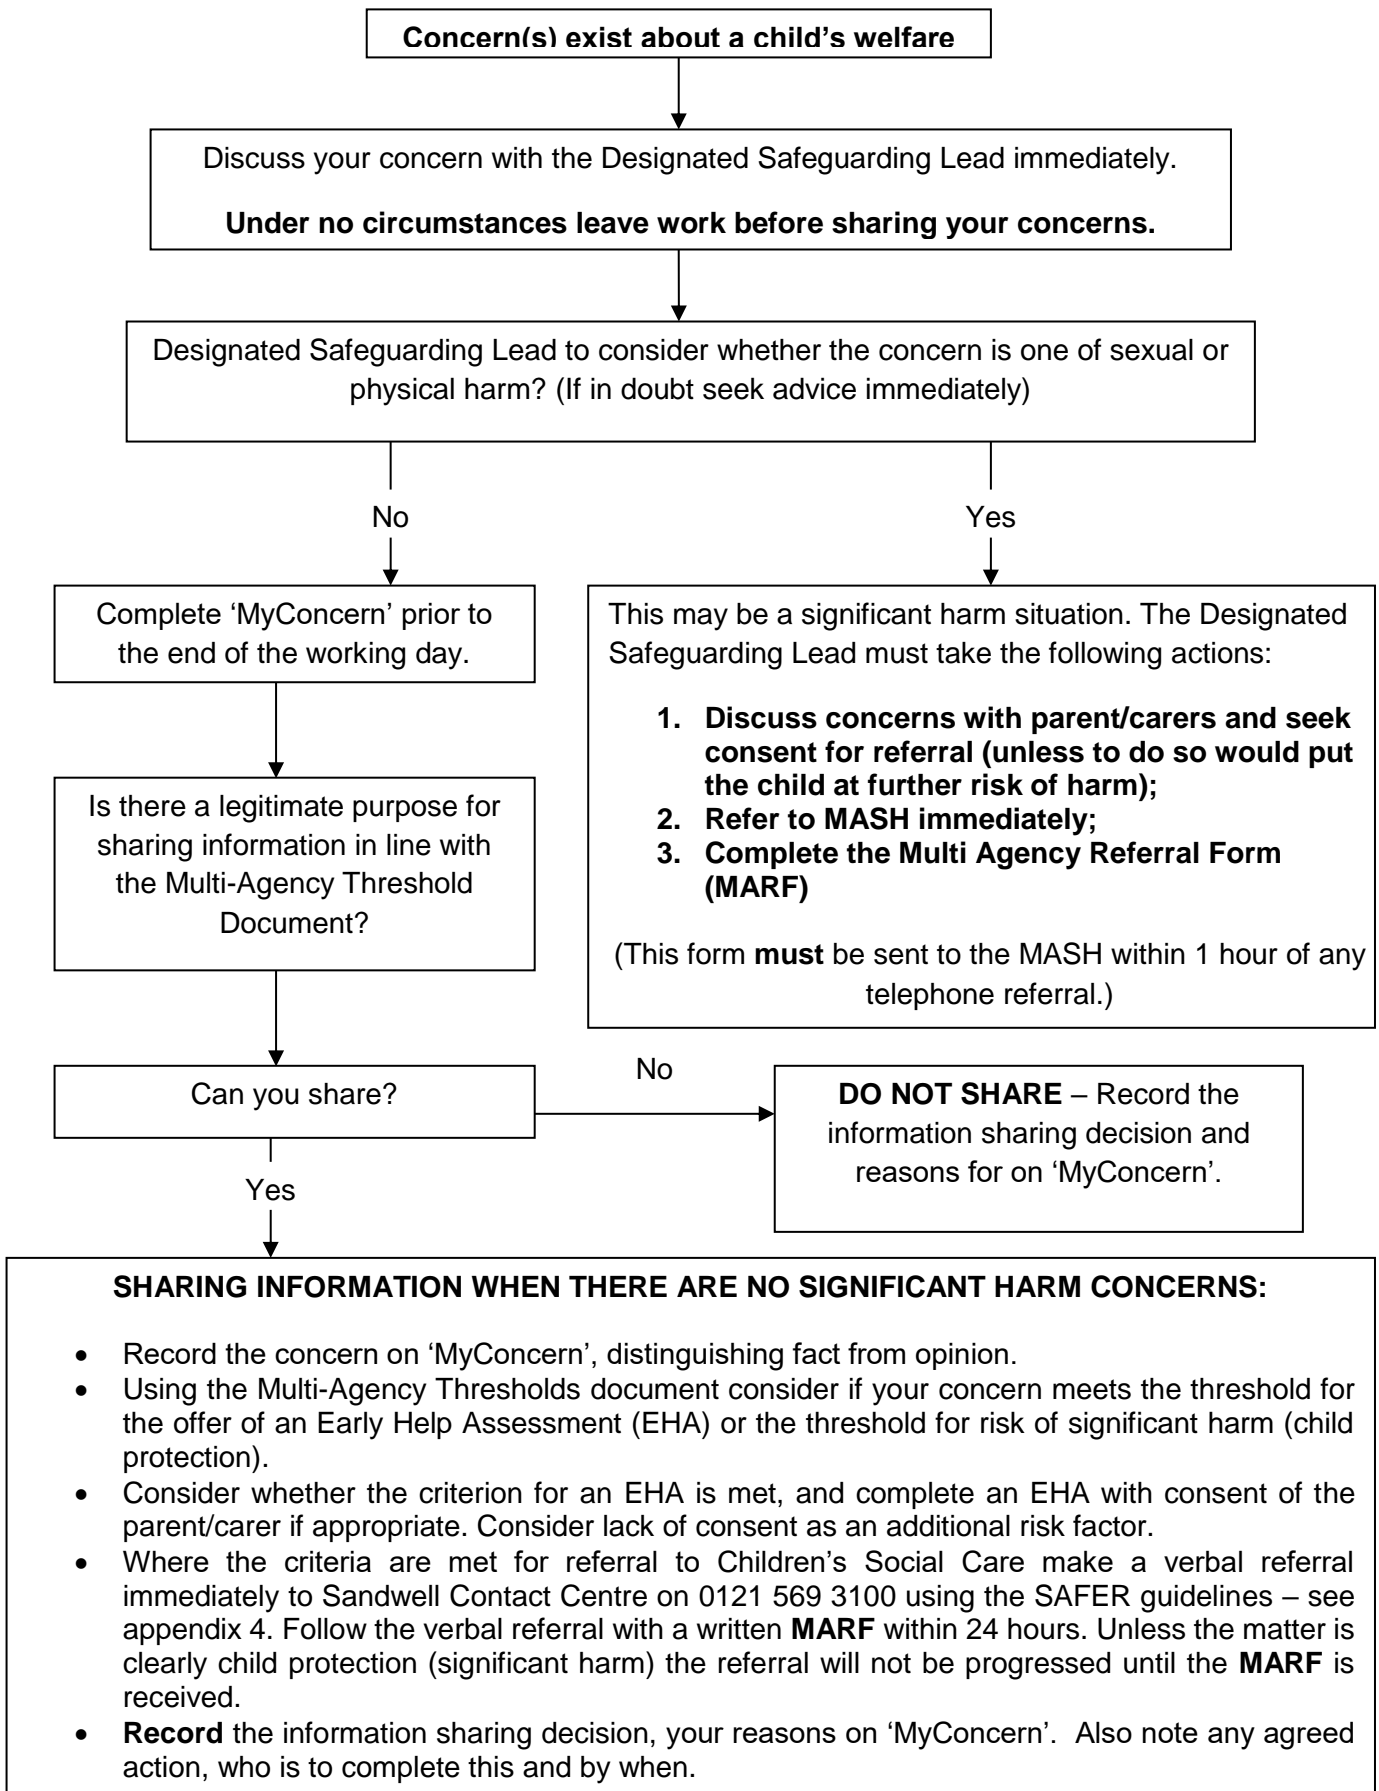 Concern(s) exist about a child's welfare
Discuss your concern with the Designated Safeguarding Lead immediately.
Under no circumstances leave work before sharing your concerns.
Designated Safeguarding Lead to consider whether the concern is one of sexual or
physical harm? (If in doubt seek advice immediately)
No
Yes
Complete ‘MyConcern’ prior to
the end of the working day.
This may be a significant harm situation. The Designated
Safeguarding Lead must take the following actions:
1. Discuss concerns with parent/carers and seek
consent for referral (unless to do so would put
the child at further risk of harm);
2. Refer to MASH immediately;
3. Complete the Multi Agency Referral Form
(MARF)
(This form must be sent to the MASH within 1 hour of any
telephone referral.)
Is there a legitimate purpose for
sharing information in line with
the Multi-Agency Threshold
Document?
Can you share?
No
DO NOT SHARE – Record the
information sharing decision and
reasons for on ‘MyConcern’.
Yes
SHARING INFORMATION WHEN THERE ARE NO SIGNIFICANT HARM CONCERNS:
• Record the concern on ‘MyConcern’, distinguishing fact from opinion.
• Using the Multi-Agency Thresholds document consider if your concern meets the threshold for
the offer of an Early Help Assessment (EHA) or the threshold for risk of significant harm (child
protection).
• Consider whether the criterion for an EHA is met, and complete an EHA with consent of the
parent/carer if appropriate. Consider lack of consent as an additional risk factor.
• Where the criteria are met for referral to Children’s Social Care make a verbal referral
immediately to Sandwell Contact Centre on 0121 569 3100 using the SAFER guidelines – see
appendix 4. Follow the verbal referral with a written MARF within 24 hours. Unless the matter is
clearly child protection (significant harm) the referral will not be progressed until the MARF is
received.
• Record the information sharing decision, your reasons on ‘MyConcern’. Also note any agreed
action, who is to complete this and by when.